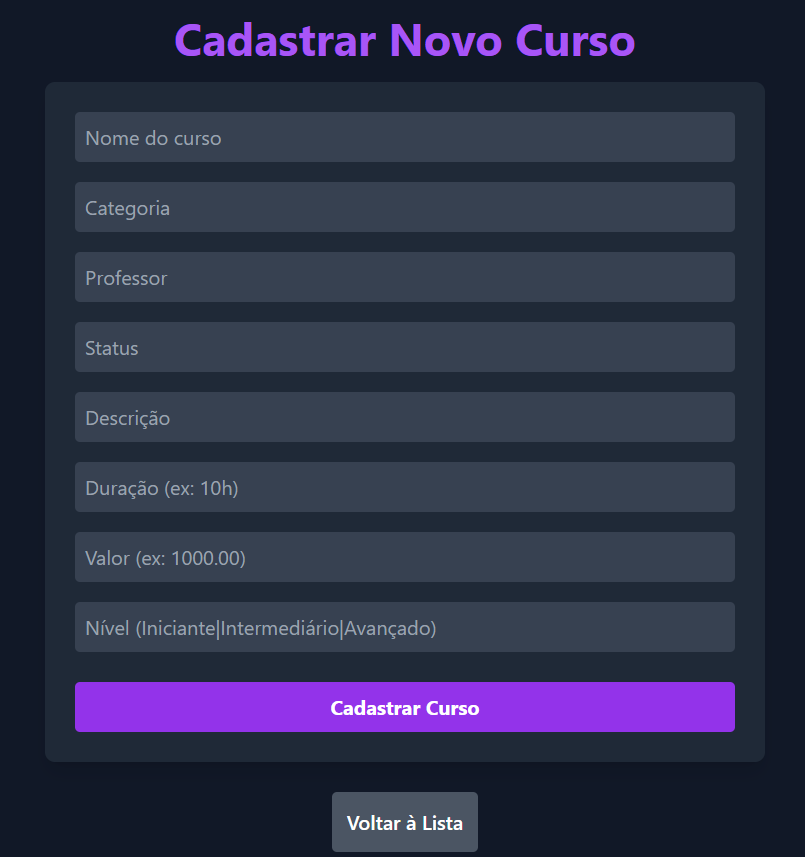 Cadastrar Novo Curso
Nome do curso
Categoria
Professor
Status
Descrição
Duração (ex: 10h)
Valor (ex: 1000.00)
Nível (Iniciante|Intermediário|Avançado)
Cadastrar Curso
Voltar à Lista